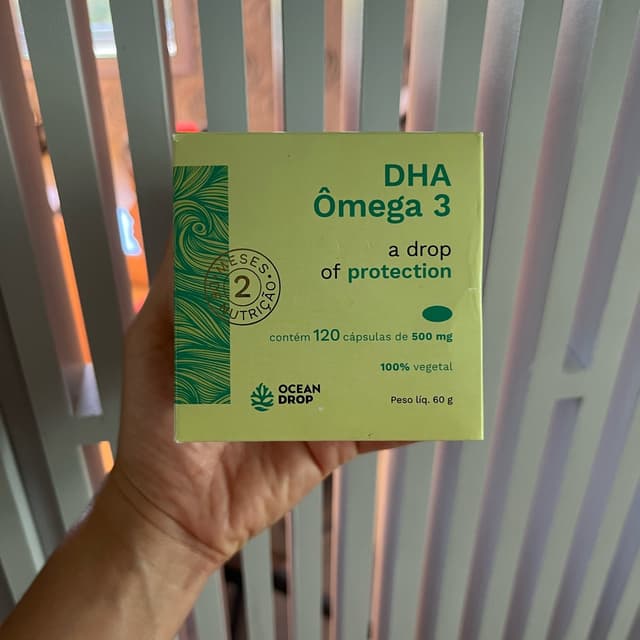 DHA
Ômega 3
a drop
of protection
MESES
2
NUTRIÇÃO
contém 120 cápsulas de 500 mg
100% vegetal
OCEAN
DROP
Peso líq. 60 g